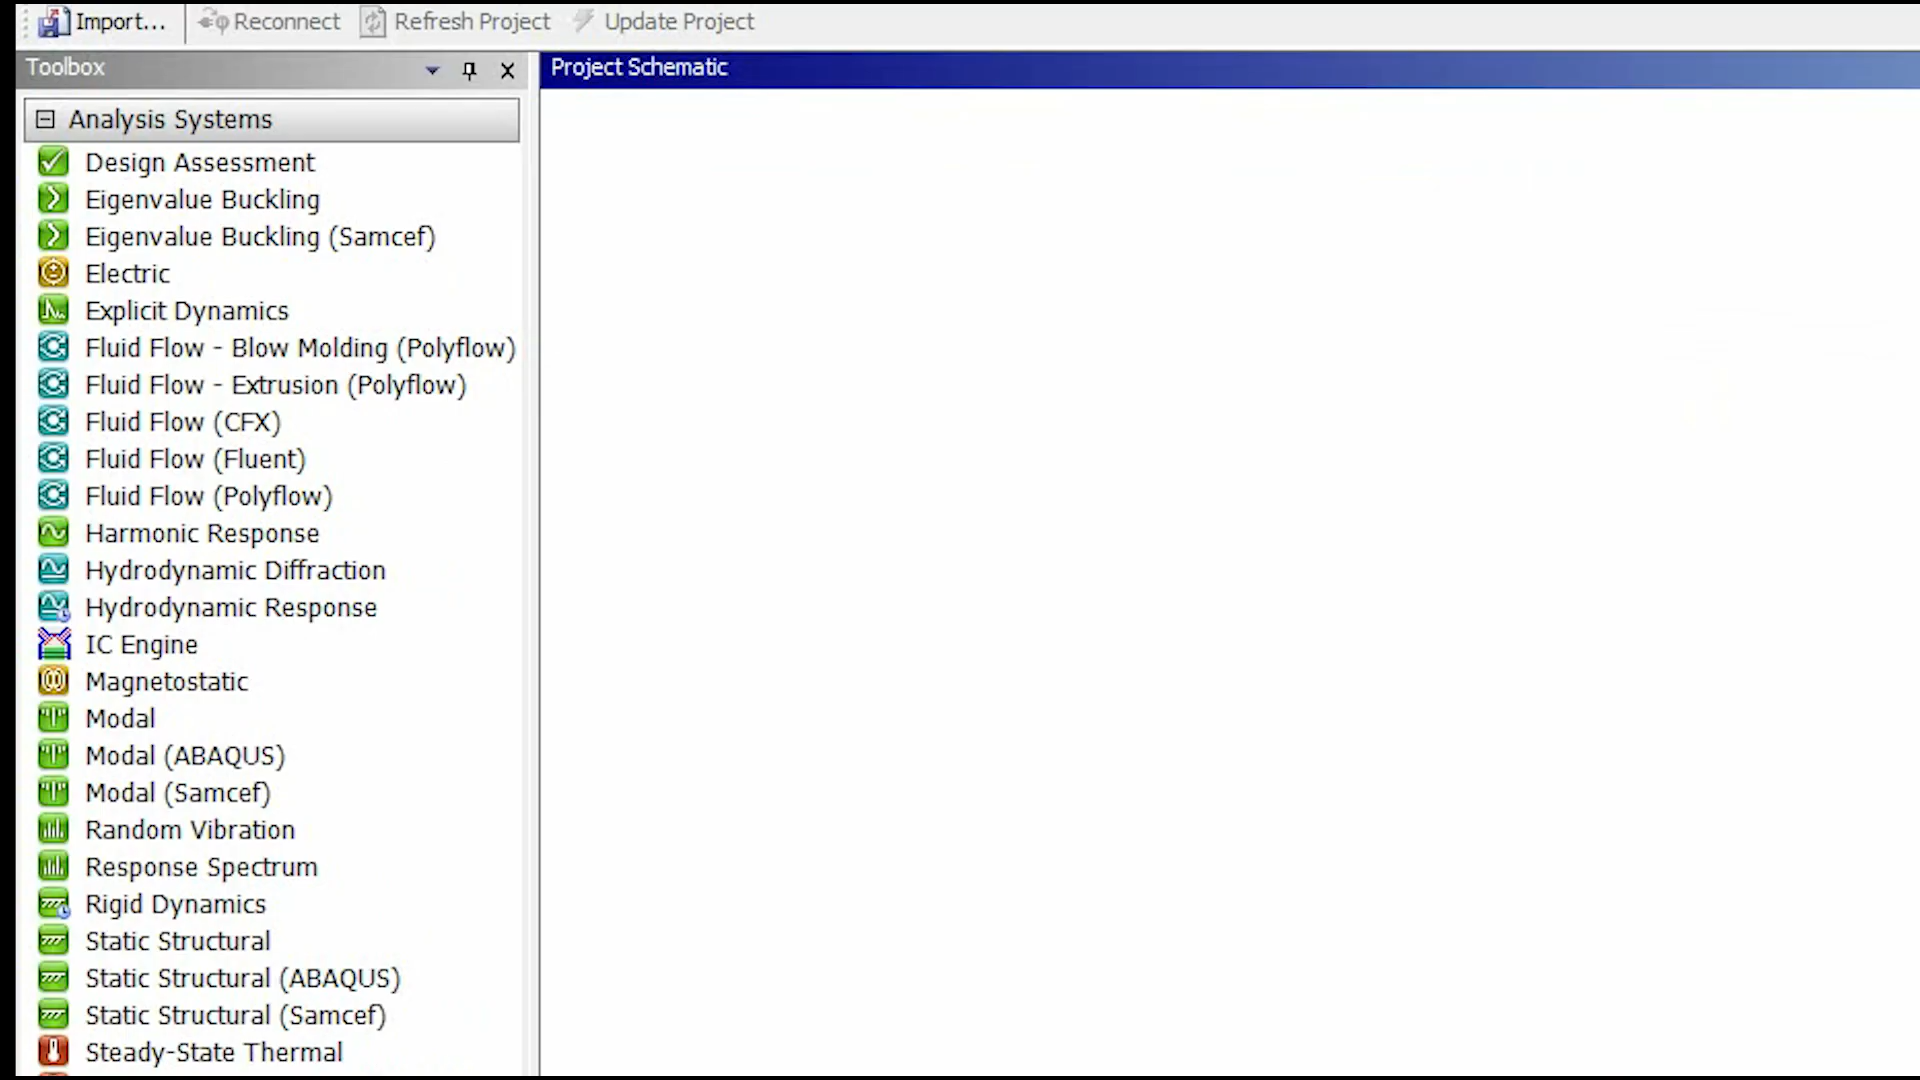 Import... Reconnect Refresh Project Update Project
Toolbox
Project Schematic
Analysis Systems
Design Assessment
Eigenvalue Buckling
Eigenvalue Buckling (Samcef)
Electric
Explicit Dynamics
Fluid Flow - Blow Molding (Polyflow)
Fluid Flow - Extrusion (Polyflow)
Fluid Flow (CFX)
Fluid Flow (Fluent)
Fluid Flow (Polyflow)
Harmonic Response
Hydrodynamic Diffraction
Hydrodynamic Response
IC Engine
Magnetostatic
Modal
Modal (ABAQUS)
Modal (Samcef)
Random Vibration
Response Spectrum
Rigid Dynamics
Static Structural
Static Structural (ABAQUS)
Static Structural (Samcef)
Steady-State Thermal